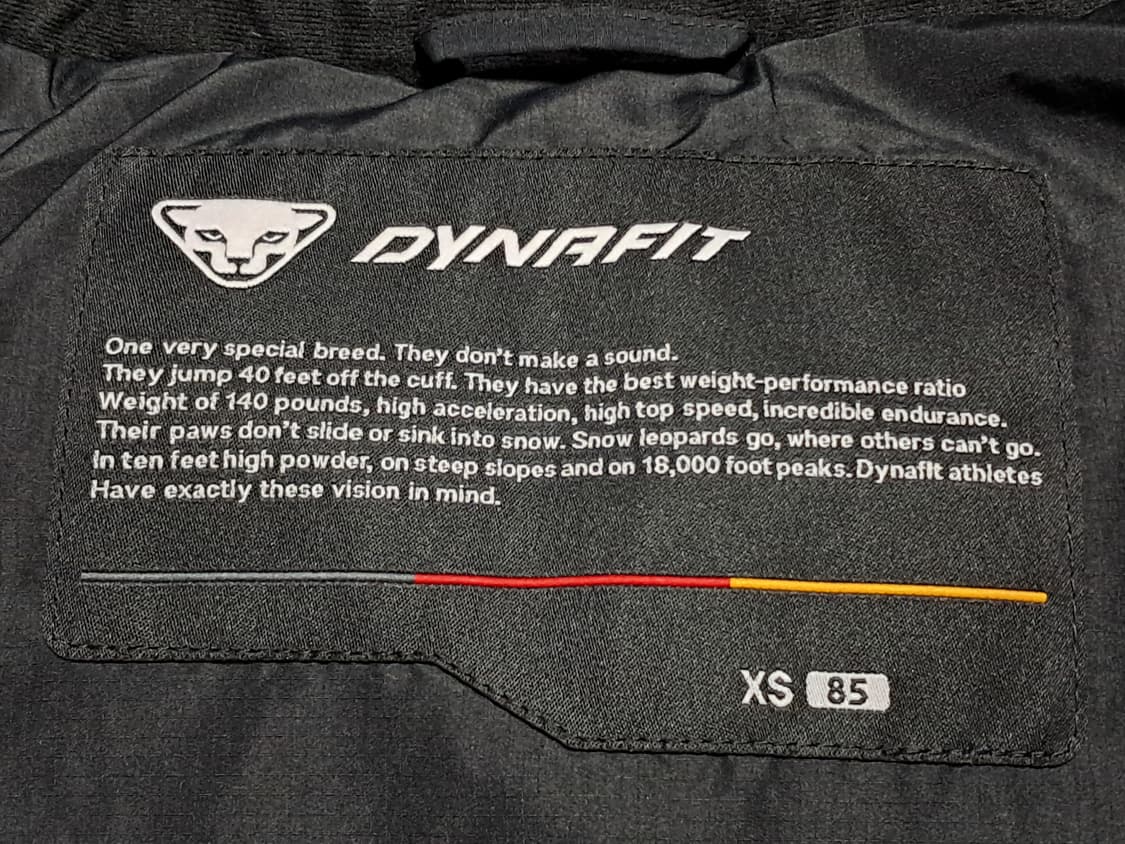 DYNAFIT
One very special breed. They don't make a sound.
They jump 40 feet off the cuff. They have the best weight-performance ratio
Weight of 140 pounds, high acceleration, high top speed, incredible endurance.
Their paws don't slide or sink into snow. Snow leopards go, where others can't go.
In ten feet high powder, on steep slopes and on 18,000 foot peaks. Dynafit athletes
Have exactly these vision in mind.
XS 85